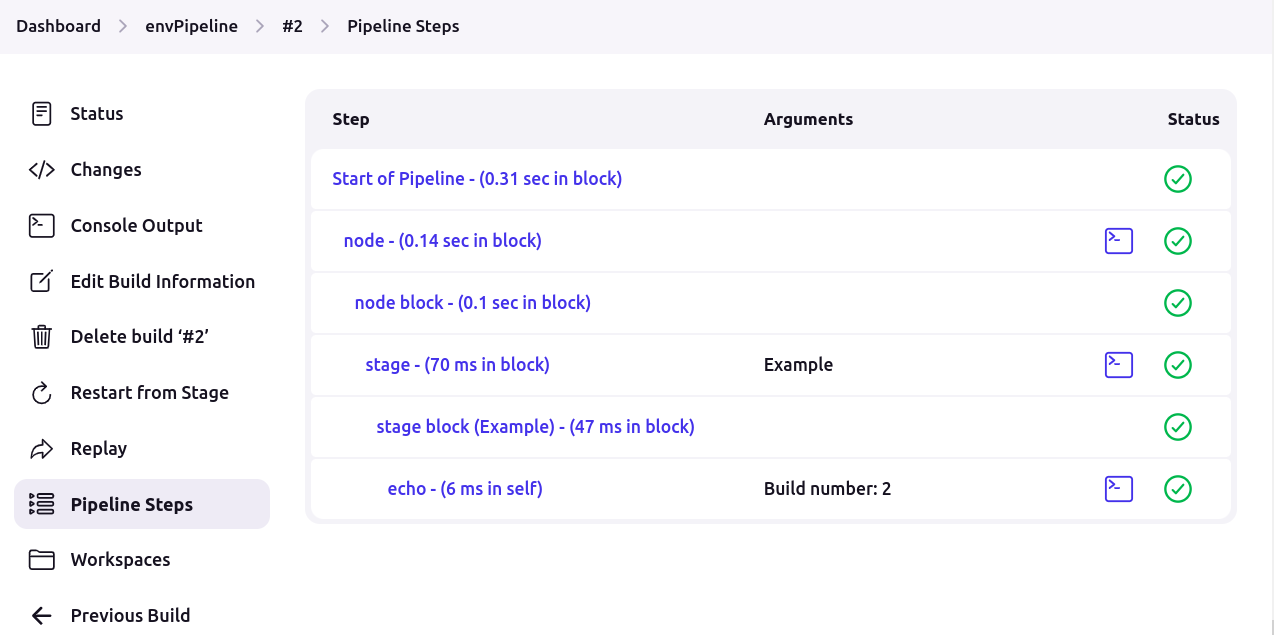 Dashboard > envPipeline > #2 > Pipeline Steps
Status
Changes
Console Output
Edit Build Information
Delete build ‘#2’
Restart from Stage
Replay
Pipeline Steps
Workspaces
Previous Build
Step Arguments Status
Start of Pipeline - (0.31 sec in block)
node - (0.14 sec in block)
node block - (0.1 sec in block)
stage - (70 ms in block) Example
stage block (Example) - (47 ms in block)
echo - (6 ms in self) Build number: 2